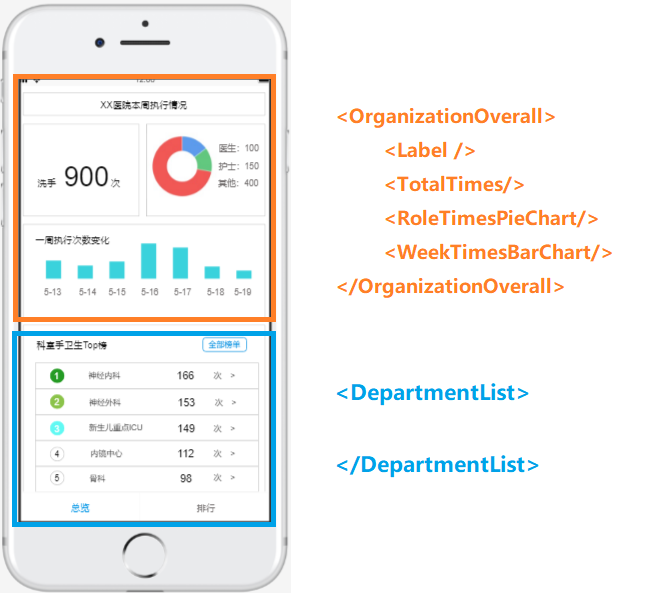 XX医院本周执行情况
洗手 900 次
医生: 100
护士: 150
其他: 400
一周执行次数变化
5-13 5-14 5-15 5-16 5-17 5-18 5-19
科室手卫生Top榜 全部榜单
1 神经内科 166 次 >
2 神经外科 153 次 >
3 新生儿重点ICU 149 次 >
4 内镜中心 112 次 >
5 骨科 98 次 >
总览 排行
<OrganizationOverall>
<Label />
<TotalTimes/>
<RoleTimesPieChart/>
<WeekTimesBarChart/>
</OrganizationOverall>
<DepartmentList>
</DepartmentList>